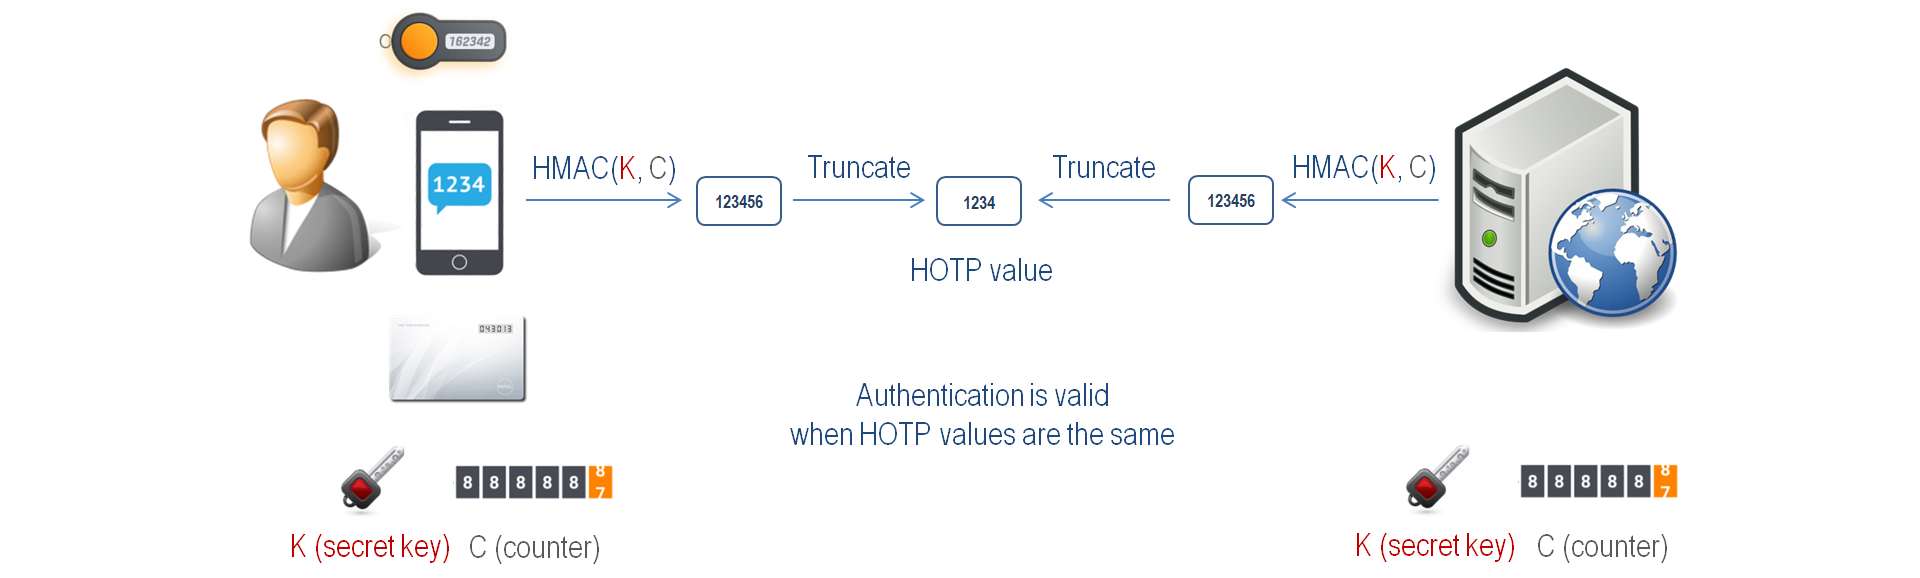 162342
1234
HMAC(K, C)
123456
Truncate
1234
Truncate
123456
HMAC(K, C)
HOTP value
043013
Authentication is valid
when HOTP values are the same
8 8 8 8 8 8 7
8 8 8 8 8 8 7
K (secret key) C (counter)
K (secret key) C (counter)